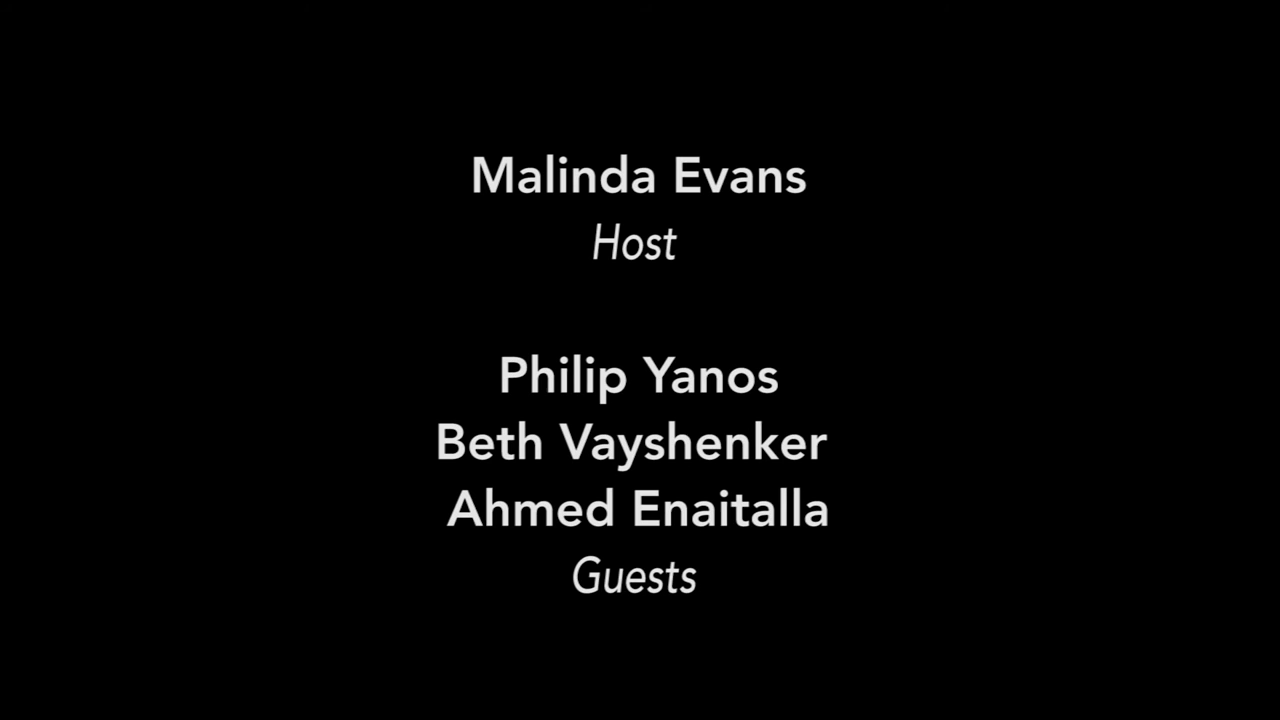 Malinda Evans
Host
Philip Yanos
Beth Vayshenker
Ahmed Enaitalla
Guests